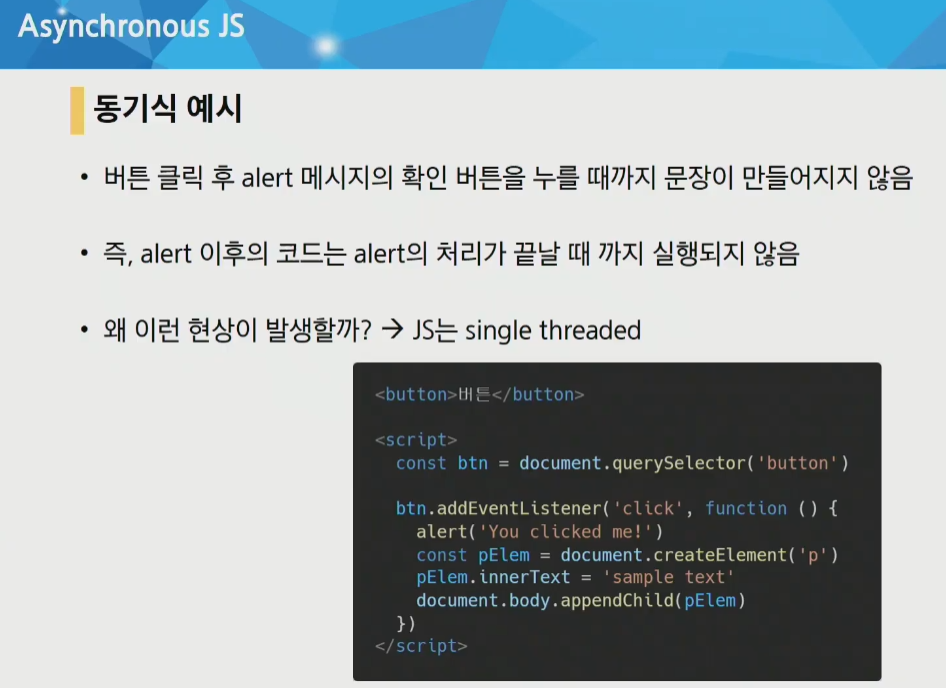 Asynchronous JS
동기식 예시
• 버튼 클릭 후 alert 메시지의 확인 버튼을 누를 때까지 문장이 만들어지지 않음
• 즉, alert 이후의 코드는 alert의 처리가 끝날 때 까지 실행되지 않음
• 왜 이런 현상이 발생할까? → JS는 single threaded
<button>버튼</button>
<script>
const btn = document.querySelector('button')
btn.addEventListener('click', function () {
alert('You clicked me!')
const pElem = document.createElement('p')
pElem.innerText = 'sample text'
document.body.appendChild(pElem)
})
</script>